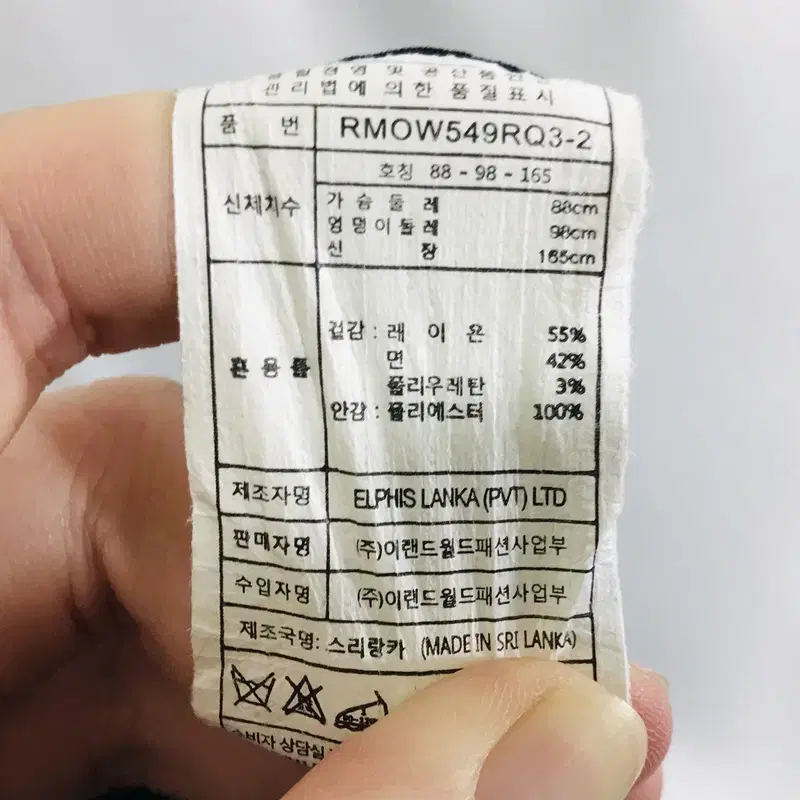 관리법에 의한 품질표시
품 번 RMOW549RQ3-2
호칭 88 - 98 - 165
신체치수 가슴둘레 88cm
엉덩이둘레 98cm
신장 165cm
겉감 : 레이온 55%
혼용률 면 42%
폴리우레탄 3%
안감 : 폴리에스터 100%
제조자명 ELPHIS LANKA (PVT) LTD
판매자명 (주)이랜드월드패션사업부
수입자명 (주)이랜드월드패션사업부
제조국명: 스리랑카 (MADE IN SRI LANKA)
상담실